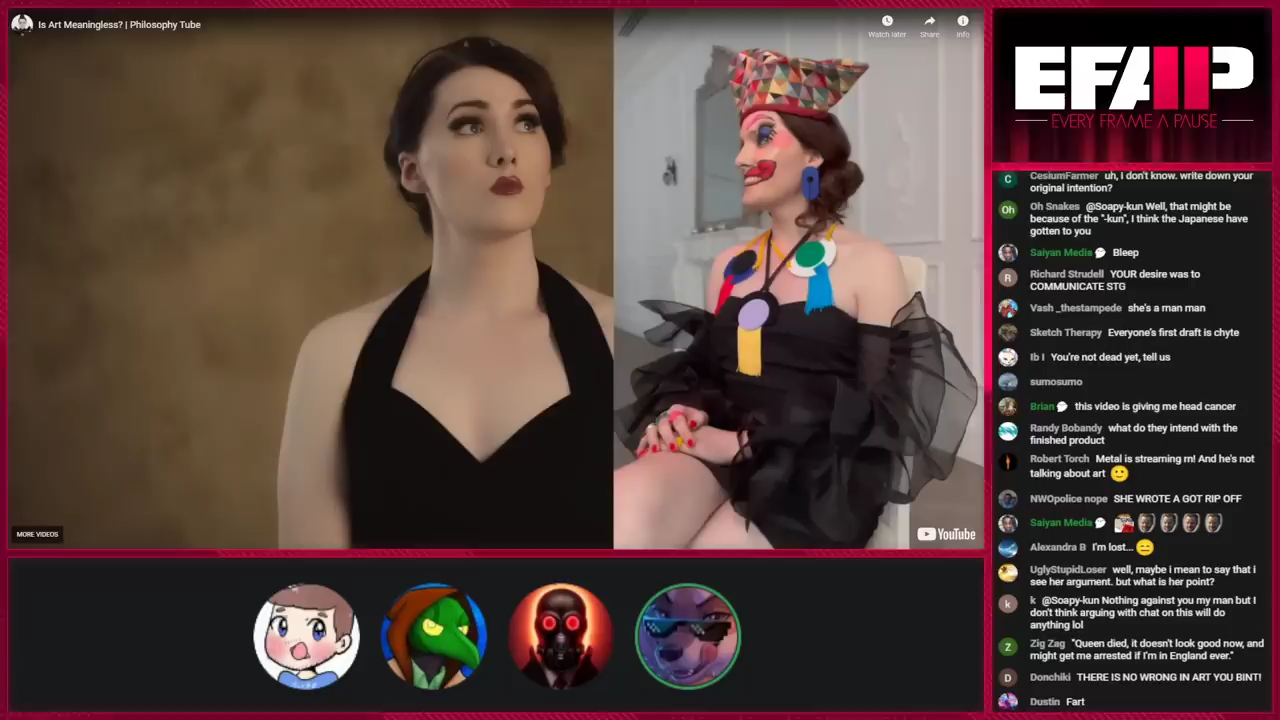 Is Art Meaningless? | Philosophy Tube
Watch later
Share
Info
MORE VIDEOS
YouTube
EFAP
EVERY FRAME A PAUSE
C
CesiumFarmer uh, I don't know. write down your
original intention?
Oh
Oh Snakes @Soapy-kun Well, that might be
because of the "-kun", I think the Japanese have
gotten to you
Saiyan Media Bleep
R
Richard Strudell YOUR desire was to
COMMUNICATE STG
Vash _thestampede she's a man man
Sketch Therapy Everyone's first draft is chyte
Ib I You're not dead yet, tell us
sumosumo
Brian this video is giving me head cancer
Randy Bobandy what do they intend with the
finished product
Robert Torch Metal is streaming rn! And he's not
talking about art
NWOpolice nope SHE WROTE A GOT RIP OFF
Saiyan Media
Alexandra B I'm lost...
UglyStupidLoser well, maybe i mean to say that i
see her argument. but what is her point?
k
k @Soapy-kun Nothing against you my man but I
don't think arguing with chat on this will do
anything lol
Z
Zig Zag "Queen died, it doesn't look good now, and
might get me arrested if I'm in England ever."
D
Donchiki THERE IS NO WRONG IN ART YOU BINT!
Dustin Fart